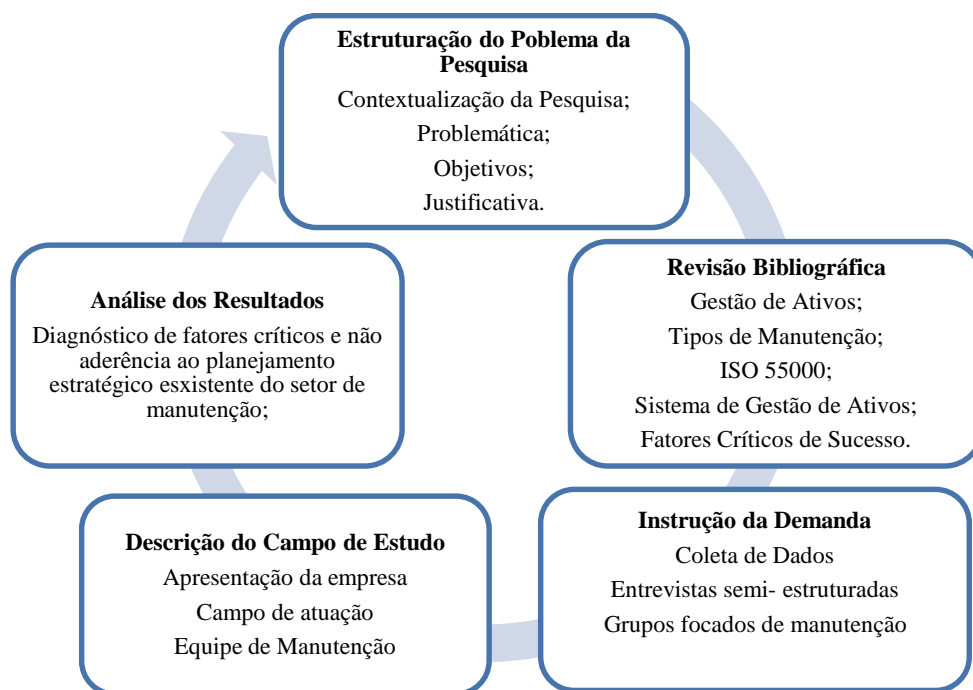 Estruturação do Poblema da
Pesquisa
Contextualização da Pesquisa;
Problemática;
Objetivos;
Justificativa.
Revisão Bibliográfica
Gestão de Ativos;
Tipos de Manutenção;
ISO 55000;
Sistema de Gestão de Ativos;
Fatores Críticos de Sucesso.
Instrução da Demanda
Coleta de Dados
Entrevistas semi- estruturadas
Grupos focados de manutenção
Descrição do Campo de Estudo
Apresentação da empresa
Campo de atuação
Equipe de Manutenção
Análise dos Resultados
Diagnóstico de fatores críticos e não
aderência ao planejamento
estratégico esxistente do setor de
manutenção;